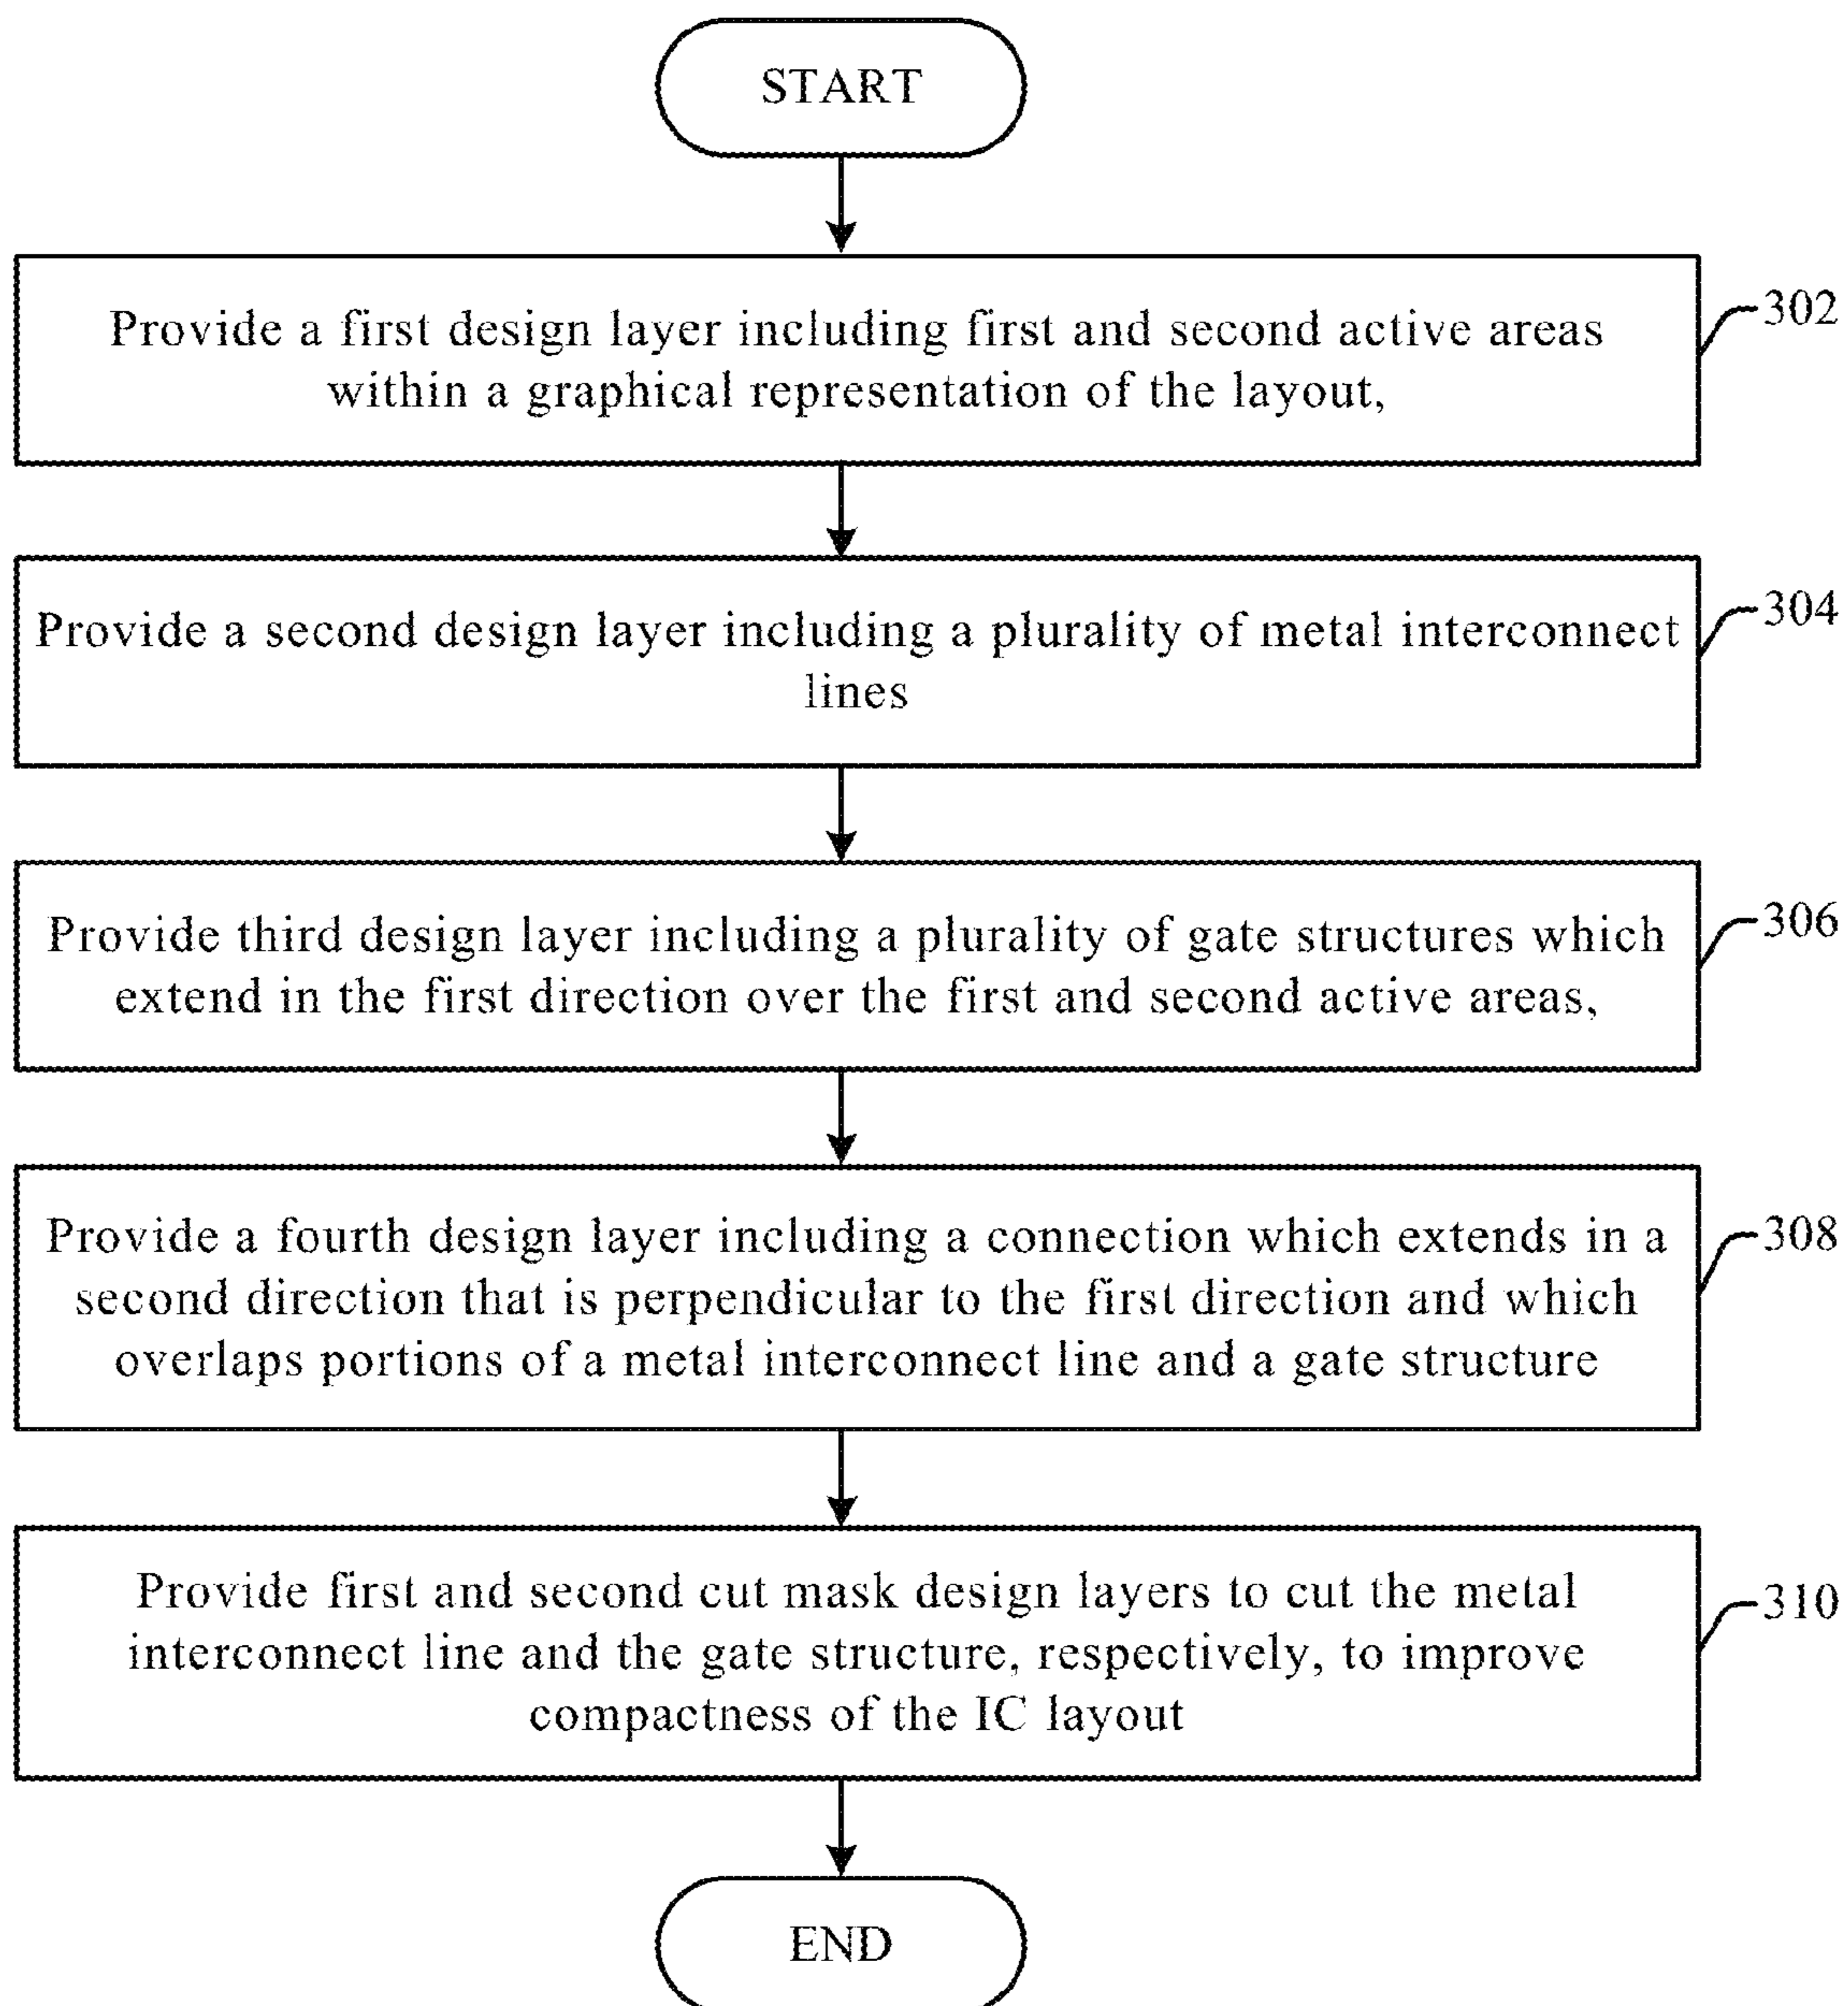 START
Provide a first design layer including first and second active areas
within a graphical representation of the layout,
302
Provide a second design layer including a plurality of metal interconnect
lines
304
Provide third design layer including a plurality of gate structures which
extend in the first direction over the first and second active areas,
306
Provide a fourth design layer including a connection which extends in a
second direction that is perpendicular to the first direction and which
overlaps portions of a metal interconnect line and a gate structure
308
Provide first and second cut mask design layers to cut the metal
interconnect line and the gate structure, respectively, to improve
compactness of the IC layout
310
END